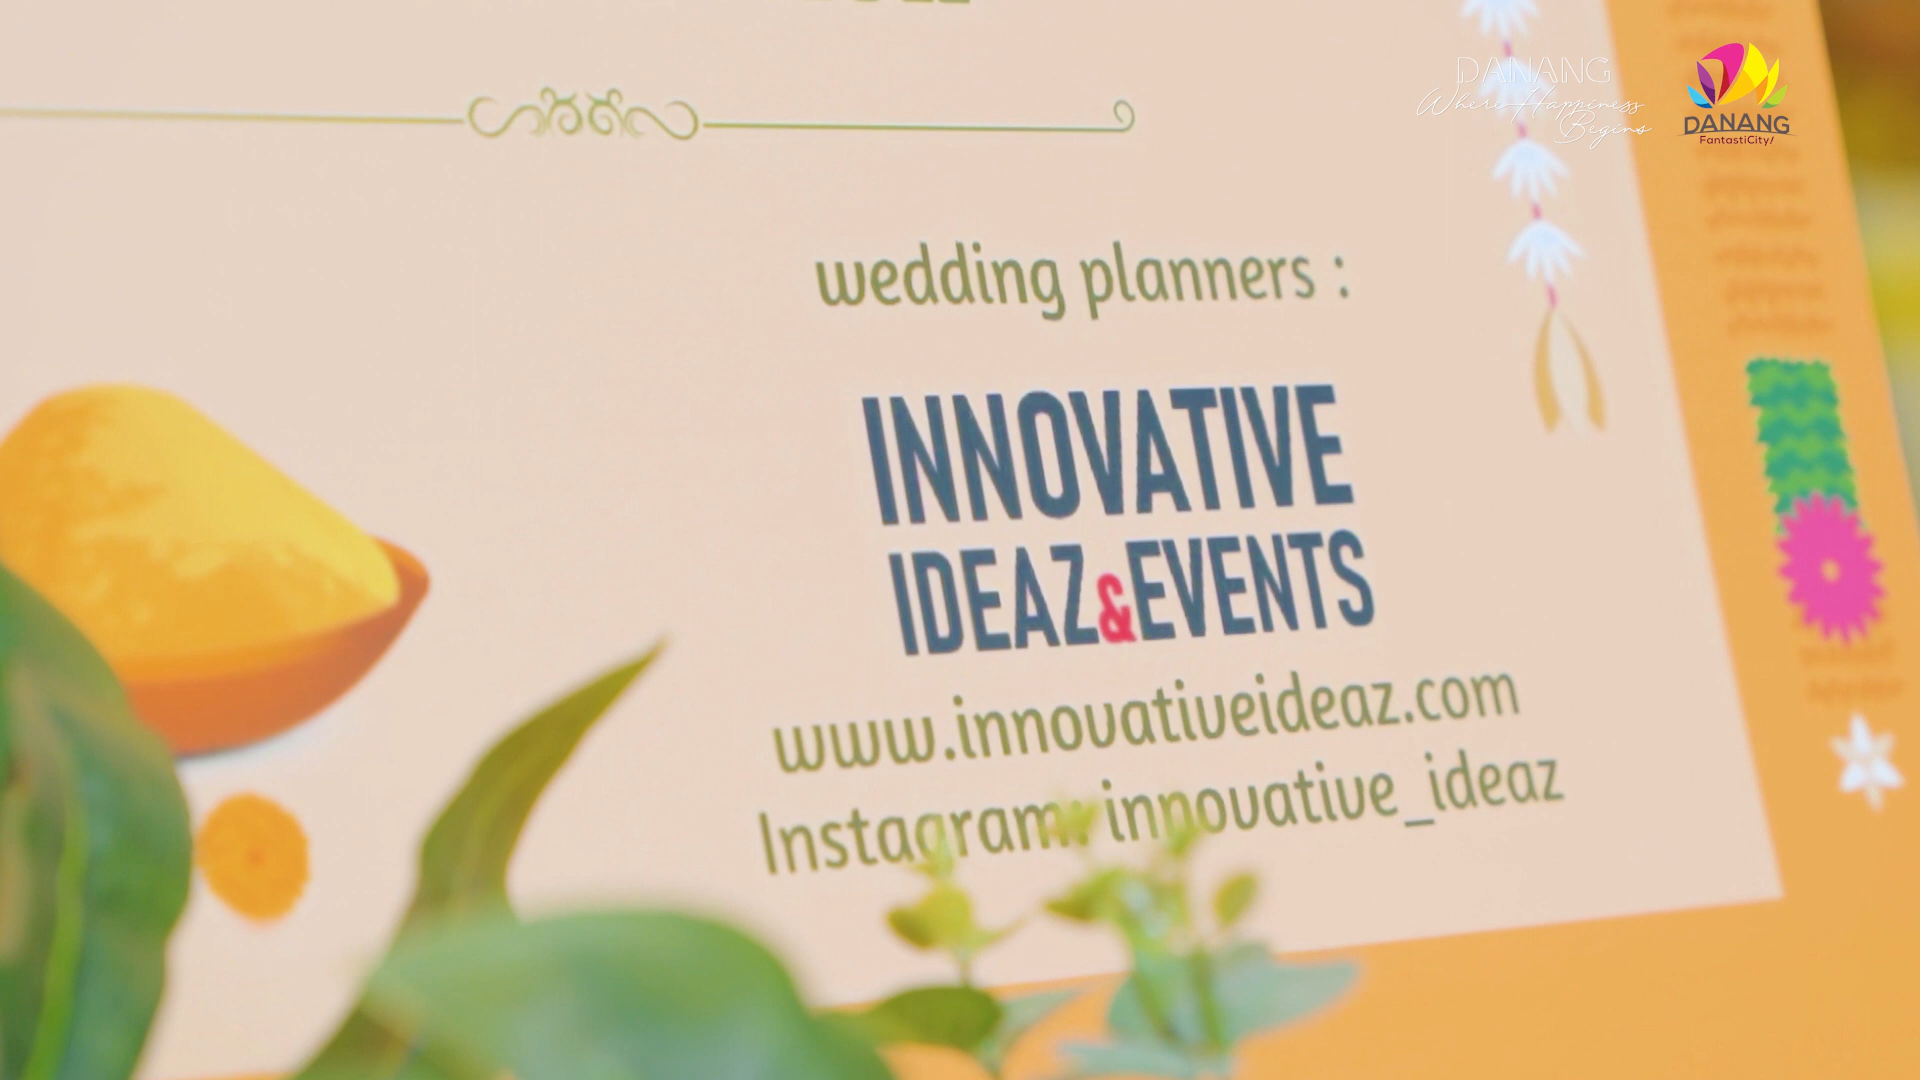 DANANG
Where Happiness
Begins
DANANG
FantastiCity!
wedding planners :
INNOVATIVE
IDEAZ&EVENTS
www.innovativeideaz.com
Instagram: innovative_ideaz